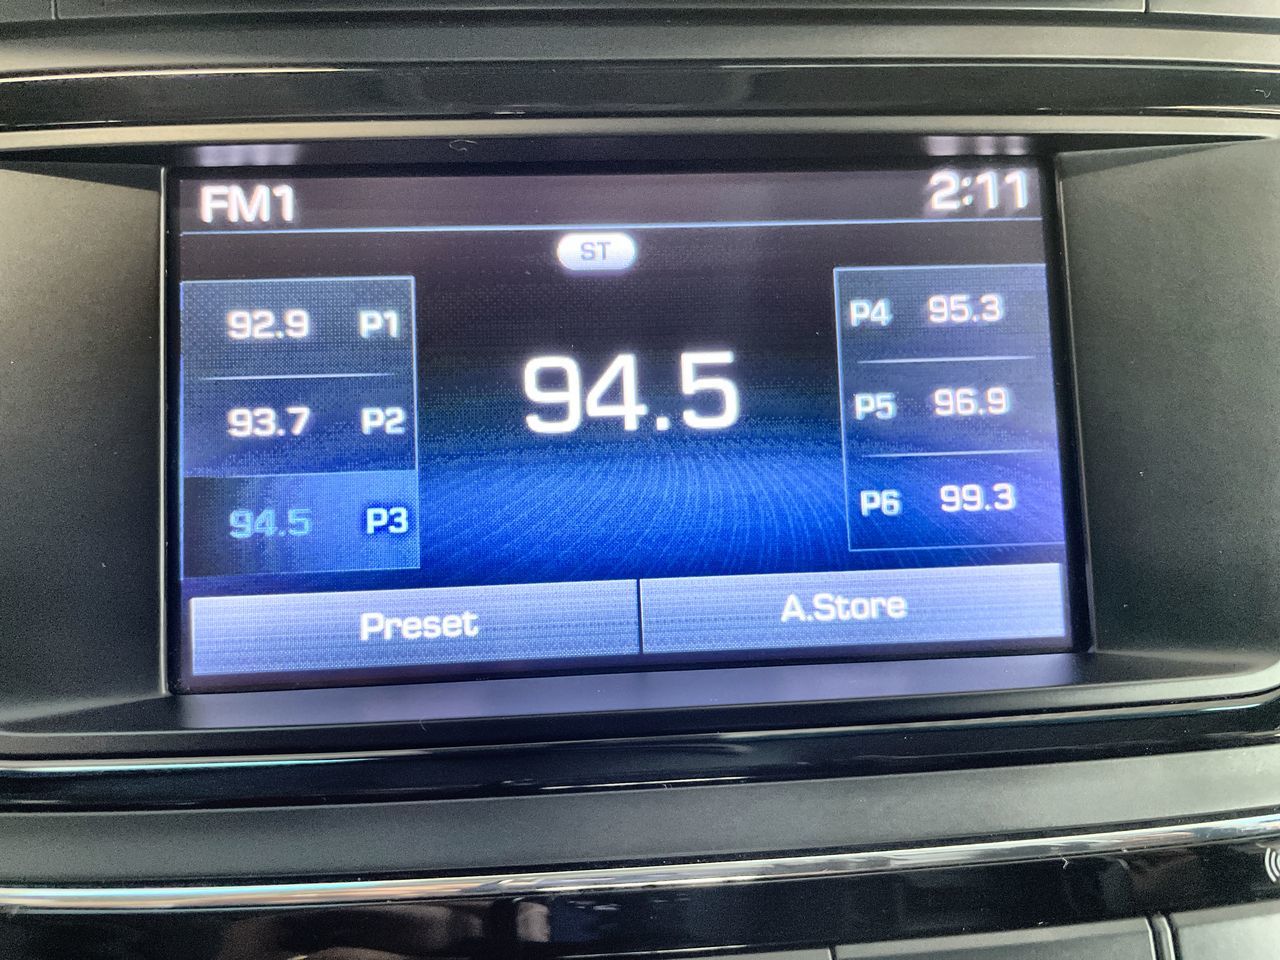 FM1 2:11
ST
92.9 P1
93.7 P2
94.5 P3
94.5
P4 95.3
P5 96.9
P6 99.3
Preset A.Store